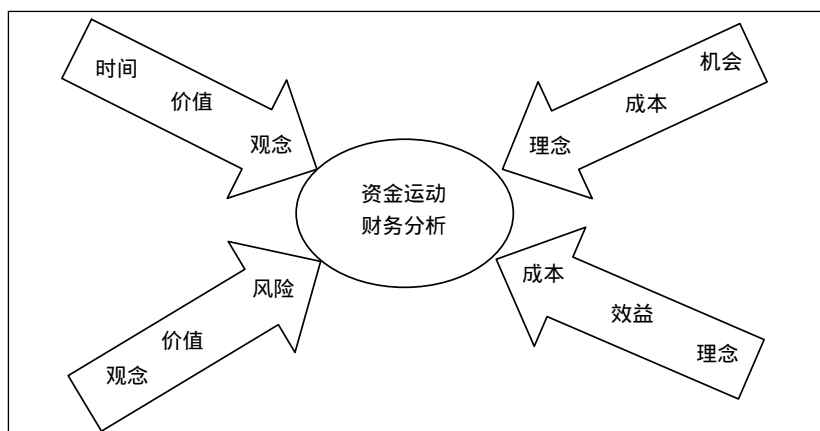 时间
价值
观念
机会
成本
理念
资金运动
财务分析
风险
价值
观念
成本
效益
理念